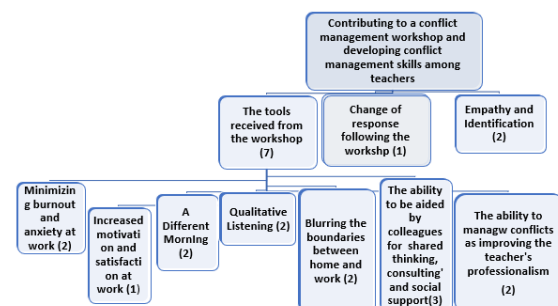 Contributing to a conflict
management workshop and
developing conflict
management skills among
teachers
The tools
received from
the workshop
(7)
Change of
response
following the
workshp (1)
Empathy and
Identification
(2)
Minimizin
g burnout
and
anxiety at
work (2)
Increased
motivati
on and
satisfacti
on at
work (1)
A
Different
MornIng
(2)
Qualitative
Listening (2)
Blurring the
boundaries
between
home and
work (2)
The ability
to be aided
by
colleagues
for shared
thinking,
consulting'
and social
support(3)
The ability to
managw conflicts
as improving the
teacher's
professionalism
(2)